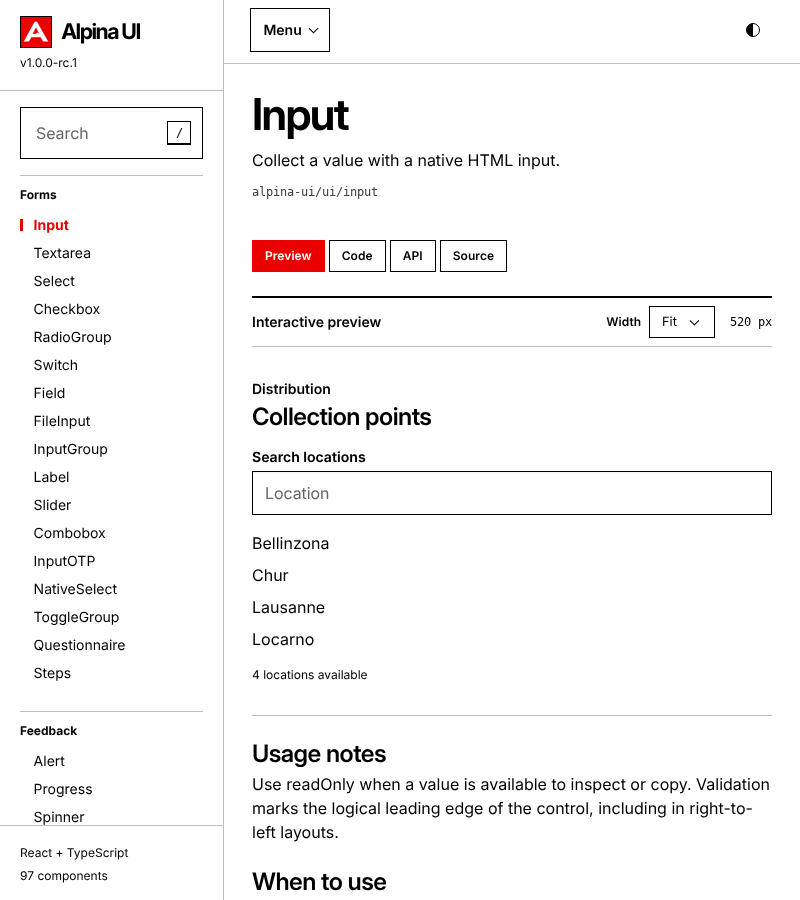 Alpina UI
v1.0.0-rc.1
Search /
Forms
Input
Textarea
Select
Checkbox
RadioGroup
Switch
Field
FileInput
InputGroup
Label
Slider
Combobox
InputOTP
NativeSelect
ToggleGroup
Questionnaire
Steps
Feedback
Alert
Progress
Spinner
React + TypeScript
97 components
Menu
Input
Collect a value with a native HTML input.
alpina-ui/ui/input
Preview Code API Source
Interactive preview Width Fit 520 px
Distribution
Collection points
Search locations
Location
Bellinzona
Chur
Lausanne
Locarno
4 locations available
Usage notes
Use readOnly when a value is available to inspect or copy. Validation
marks the logical leading edge of the control, including in right-to-
left layouts.
When to use